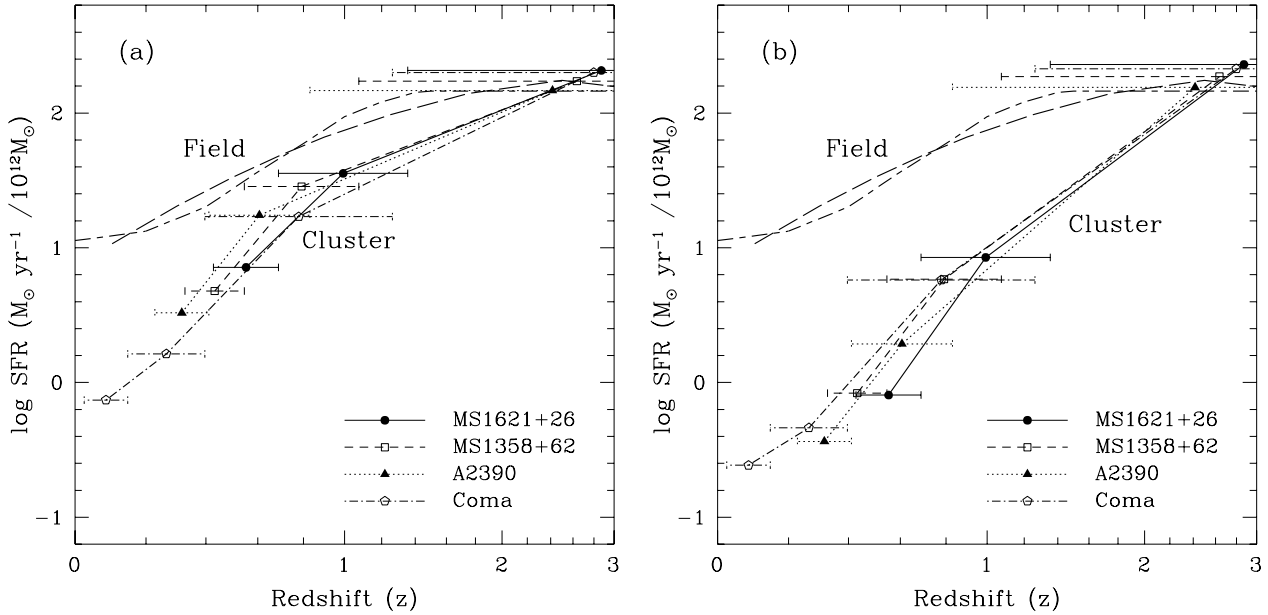 (a)
log SFR (M⊙ yr⁻¹ /10¹²M⊙)
2
1
0
-1
Field
Cluster
MS1621+26
MS1358+62
A2390
Coma
0 1 2 3
Redshift (z)
(b)
log SFR (M⊙ yr⁻¹ /10¹²M⊙)
2
1
0
-1
Field
Cluster
MS1621+26
MS1358+62
A2390
Coma
0 1 2 3
Redshift (z)